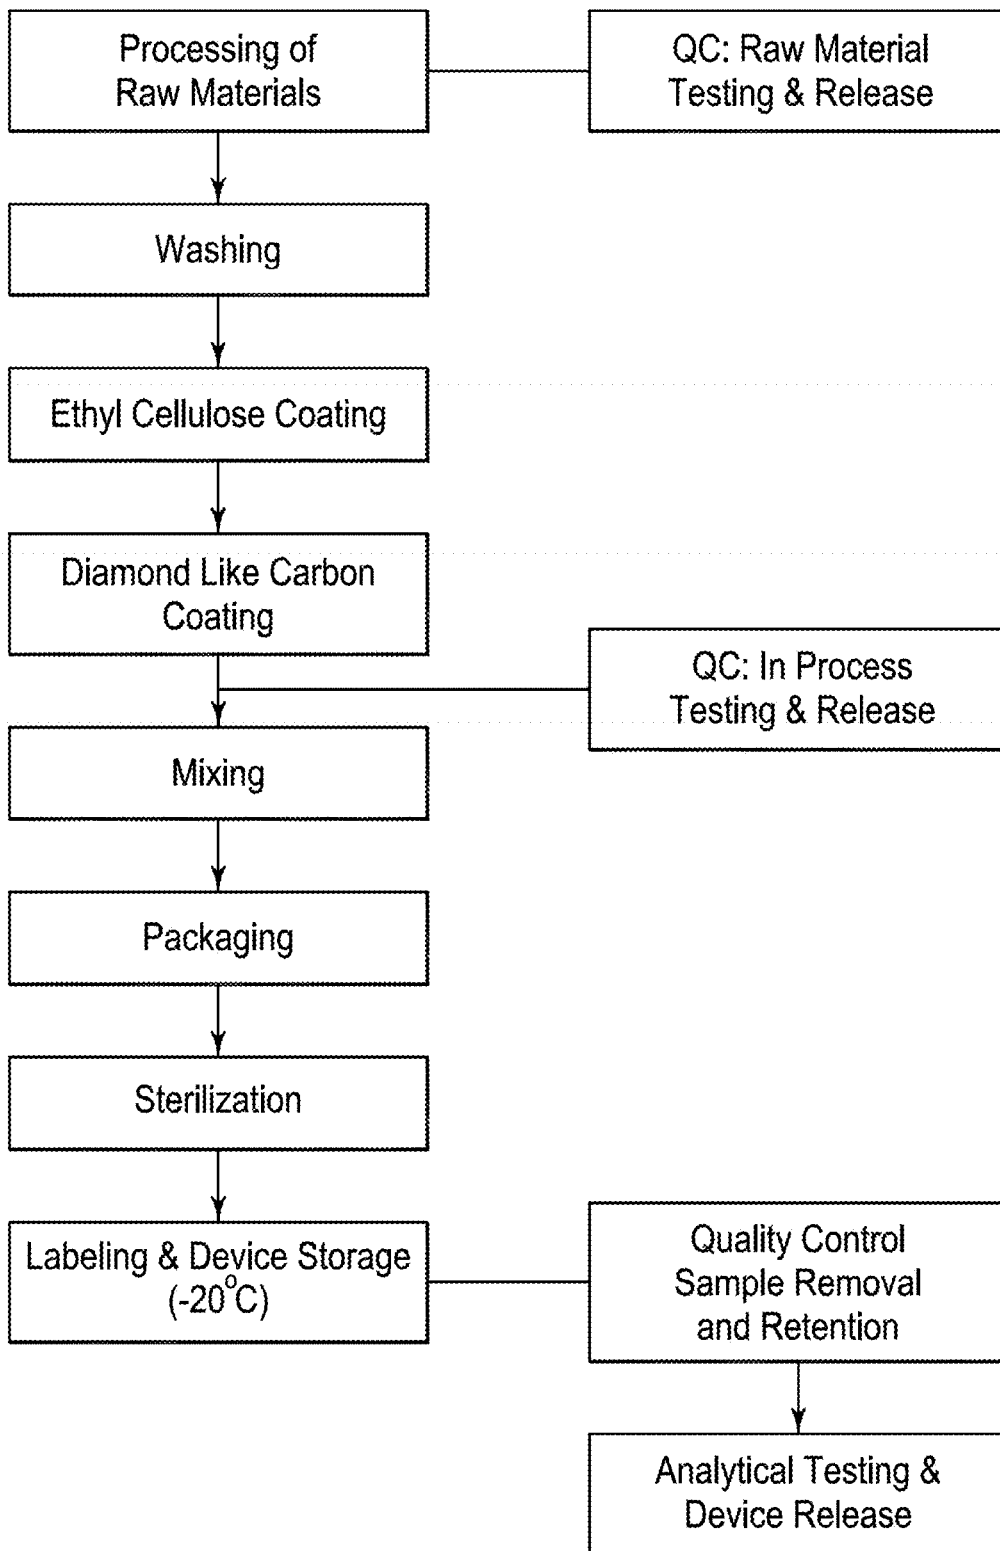 Processing of
Raw Materials
QC: Raw Material
Testing & Release
Washing
Ethyl Cellulose Coating
Diamond Like Carbon
Coating
QC: In Process
Testing & Release
Mixing
Packaging
Sterilization
Labeling & Device Storage
(-20°C)
Quality Control
Sample Removal
and Retention
Analytical Testing &
Device Release